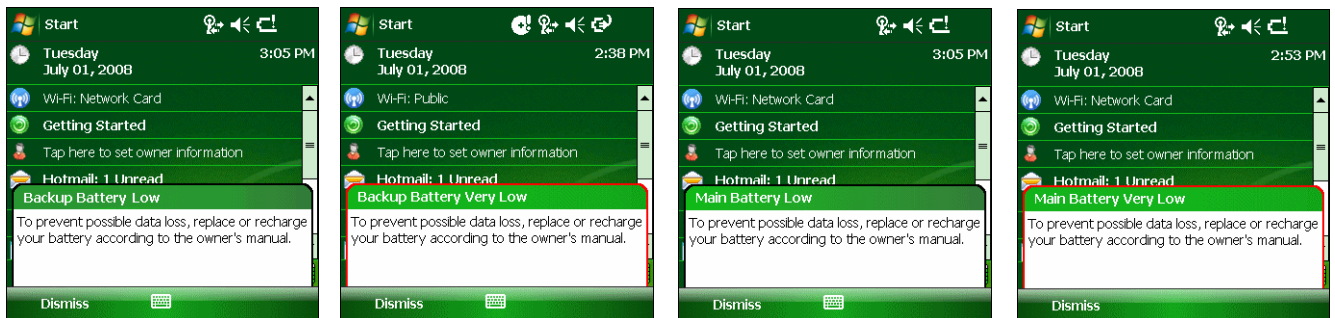 Start
Tuesday 3:05 PM
July 01, 2008
Wi-Fi: Network Card
Getting Started
Tap here to set owner information
Hotmail: 1 Unread
Backup Battery Low
To prevent possible data loss, replace or recharge
your battery according to the owner's manual.
Dismiss
Start
Tuesday 2:38 PM
July 01, 2008
Wi-Fi: Public
Getting Started
Tap here to set owner information
Hotmail: 1 Unread
Backup Battery Very Low
To prevent possible data loss, replace or recharge
your battery according to the owner's manual.
Dismiss
Start
Tuesday 3:05 PM
July 01, 2008
Wi-Fi: Network Card
Getting Started
Tap here to set owner information
Hotmail: 1 Unread
Main Battery Low
To prevent possible data loss, replace or recharge
your battery according to the owner's manual.
Dismiss
Start
Tuesday 2:53 PM
July 01, 2008
Wi-Fi: Network Card
Getting Started
Tap here to set owner information
Hotmail: 1 Unread
Main Battery Very Low
To prevent possible data loss, replace or recharge
your battery according to the owner's manual.
Dismiss